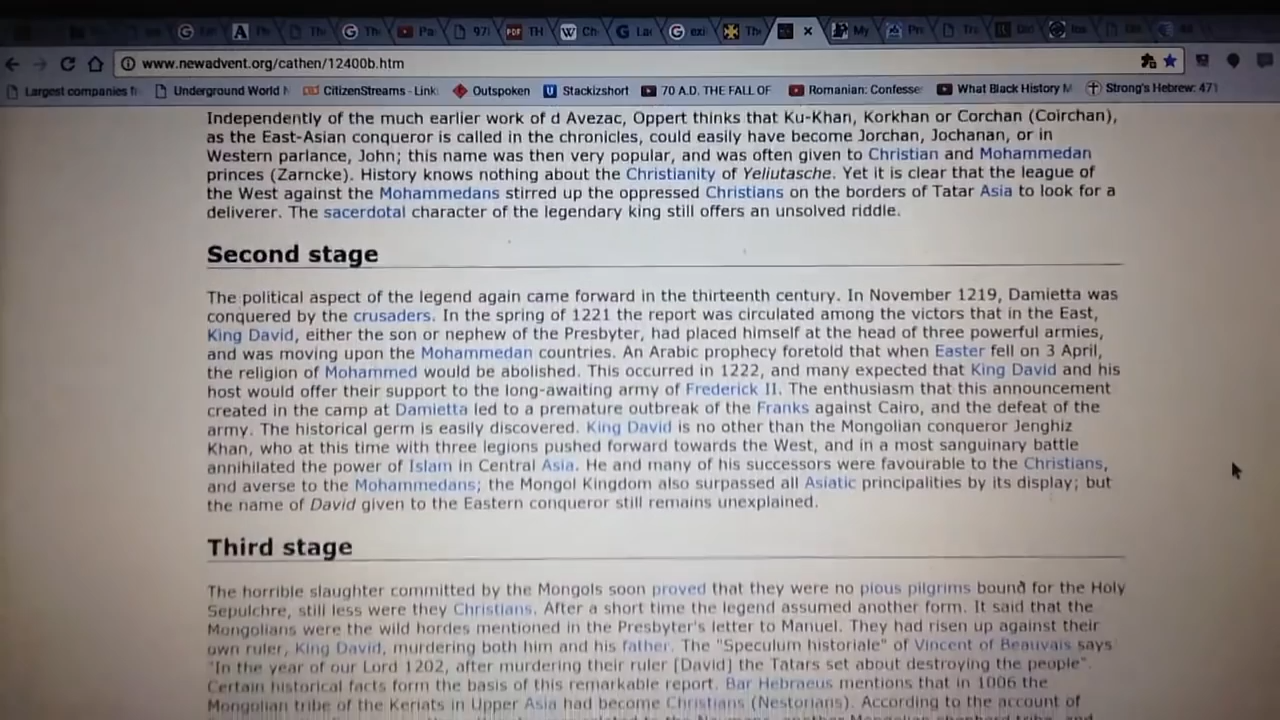 Th
Pa
97
TH
Ch
La
exi
Th
My
Pr
www.newadvent.org/cathen/12400b.htm
Largest companies fr
Underground World N
CitizenStreams - Link
Outspoken
Stackizshort
70 A.D. THE FALL OF
Romanian: Confesse
What Black History M
Strong's Hebrew: 471
Independently of the much earlier work of d Avezac, Oppert thinks that Ku-Khan, Korkhan or Corchan (Coirchan),
as the East-Asian conqueror is called in the chronicles, could easily have become Jorchan, Jochanan, or in
Western parlance, John; this name was then very popular, and was often given to Christian and Mohammedan
princes (Zarncke). History knows nothing about the Christianity of Yeliutasche. Yet it is clear that the league of
the West against the Mohammedans stirred up the oppressed Christians on the borders of Tatar Asia to look for a
deliverer. The sacerdotal character of the legendary king still offers an unsolved riddle.
Second stage
The political aspect of the legend again came forward in the thirteenth century. In November 1219, Damietta was
conquered by the crusaders. In the spring of 1221 the report was circulated among the victors that in the East,
King David, either the son or nephew of the Presbyter, had placed himself at the head of three powerful armies,
and was moving upon the Mohammedan countries. An Arabic prophecy foretold that when Easter fell on 3 April,
the religion of Mohammed would be abolished. This occurred in 1222, and many expected that King David and his
host would offer their support to the long-awaiting army of Frederick II. The enthusiasm that this announcement
created in the camp at Damietta led to a premature outbreak of the Franks against Cairo, and the defeat of the
army. The historical germ is easily discovered. King David is no other than the Mongolian conqueror Jenghiz
Khan, who at this time with three legions pushed forward towards the West, and in a most sanguinary battle
annihilated the power of Islam in Central Asia. He and many of his successors were favourable to the Christians,
and averse to the Mohammedans; the Mongol Kingdom also surpassed all Asiatic principalities by its display; but
the name of David given to the Eastern conqueror still remains unexplained.
Third stage
The horrible slaughter committed by the Mongols soon proved that they were no pious pilgrims bound for the Holy
Sepulchre, still less were they Christians. After a short time the legend assumed another form. It said that the
Mongolians were the wild hordes mentioned in the Presbyter's letter to Manuel. They had risen up against their
own ruler, King David, murdering both him and his father. The "Speculum historiale" of Vincent of Beauvais says
"In the year of our Lord 1202, after murdering their ruler [David] the Tatars set about destroying the people".
Certain historical facts form the basis of this remarkable report. Bar Hebraeus mentions that in 1006 the
Mongolian tribe of the Keriats in Upper Asia had become Christians (Nestorians). According to the account of